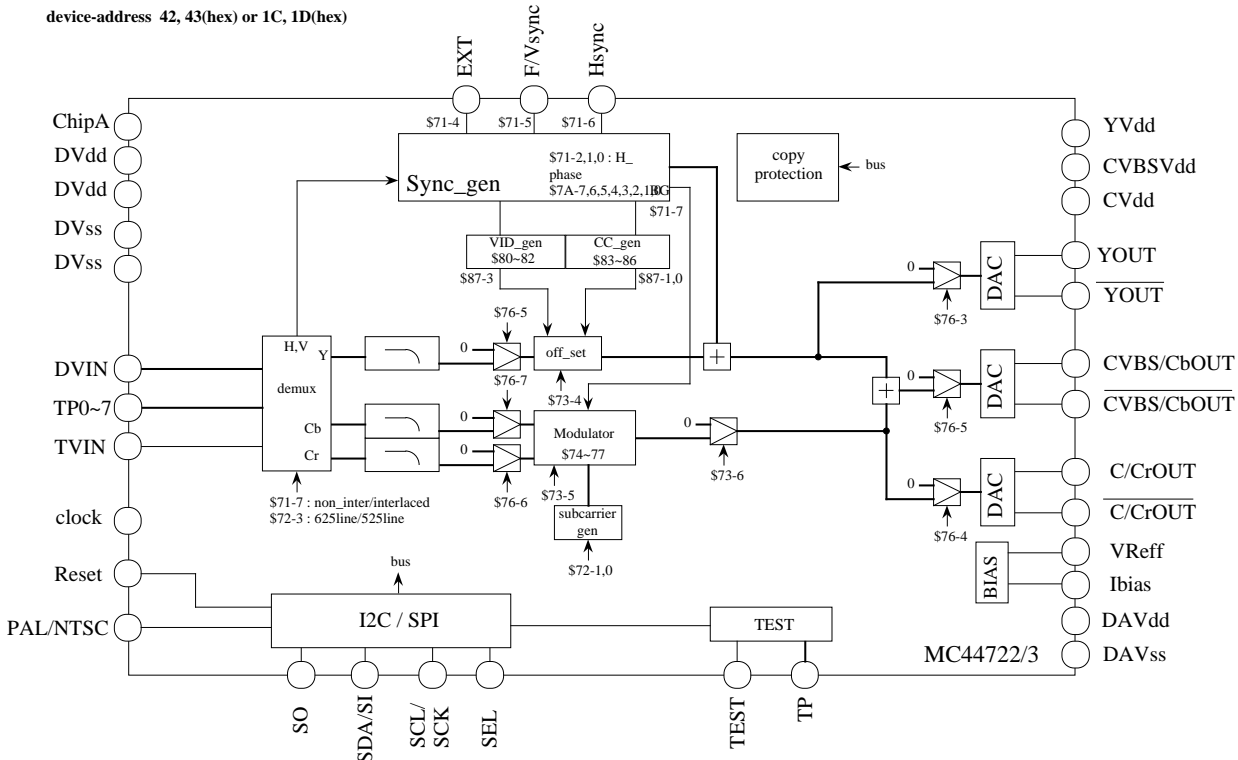 device-address 42, 43(hex) or 1C, 1D(hex)
EXT
F/Vsync
Hsync
$71-4
$71-5
$71-6
ChipA
DVdd
DVdd
DVss
DVss
DVIN
TP0~7
TVIN
clock
Reset
PAL/NTSC
$71-2,1,0 : H_
phase
Sync_gen
$7A-7,6,5,4,3,2,1,0
BG
$71-7
copy
protection
bus
VID_gen
$80~82
CC_gen
$83~86
$87-3
$87-1,0
H,V
Y
demux
Cb
Cr
0
$76-5
off_set
$73-4
0
$76-7
0
$76-6
Modulator
$74~77
$73-5
subcarrier
gen
$72-1,0
$71-7 : non_inter/interlaced
$72-3 : 625line/525line
+
0
$73-6
+
0
$76-3
DAC
0
$76-5
DAC
0
$76-4
DAC
BIAS
YVdd
CVBSVdd
CVdd
YOUT
YOUT
CVBS/CbOUT
CVBS/CbOUT
C/CrOUT
C/CrOUT
VReff
Ibias
DAVdd
DAVss
bus
I2C / SPI
TEST
MC44722/3
SO
SDA/SI
SCL/
SCK
SEL
TEST
TP